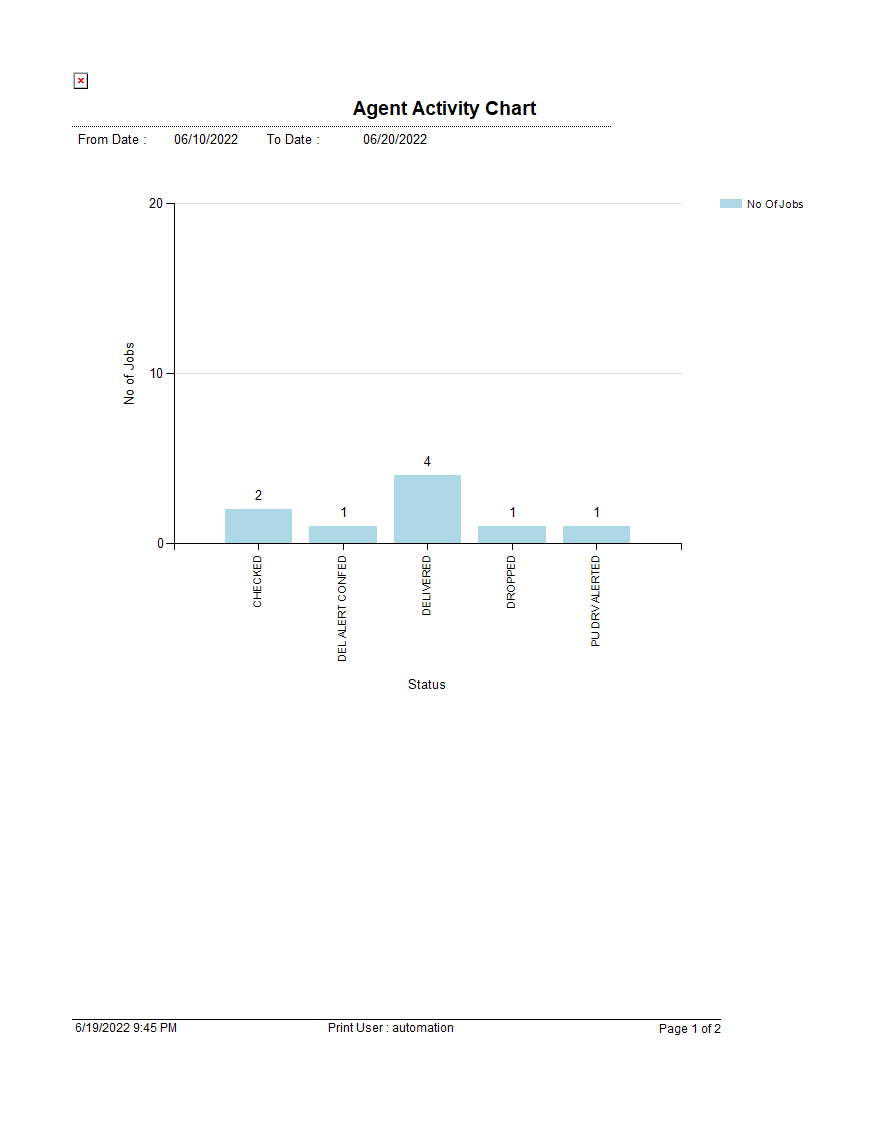 Agent Activity Chart
From Date : 06/10/2022 To Date : 06/20/2022
20
No Of Jobs
10
No of Jobs
4
2
1
1
1
0
CHECKED
DEL ALERT CONFED
DELIVERED
DROPPED
PU DRV ALERTED
Status
6/19/2022 9:45 PM Print User : automation Page 1 of 2